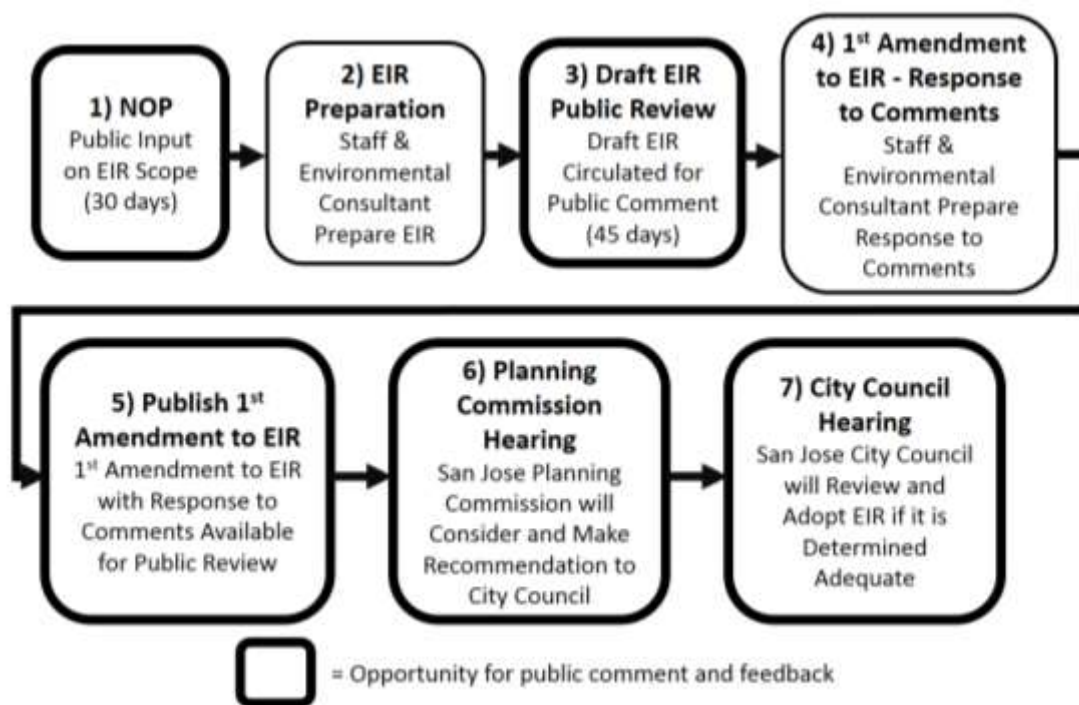 1) NOP
Public Input
on EIR Scope
(30 days)
2) EIR
Preparation
Staff &
Environmental
Consultant
Prepare EIR
3) Draft EIR
Public Review
Draft EIR
Circulated for
Public Comment
(45 days)
4) 1st Amendment
to EIR - Response
to Comments
Staff &
Environmental
Consultant Prepare
Response to
Comments
5) Publish 1st
Amendment to EIR
1st Amendment to EIR
with Response to
Comments Available
for Public Review
6) Planning
Commission
Hearing
San Jose Planning
Commission will
Consider and Make
Recommendation to
City Council
7) City Council
Hearing
San Jose City Council
will Review and
Adopt EIR if it is
Determined
Adequate
= Opportunity for public comment and feedback